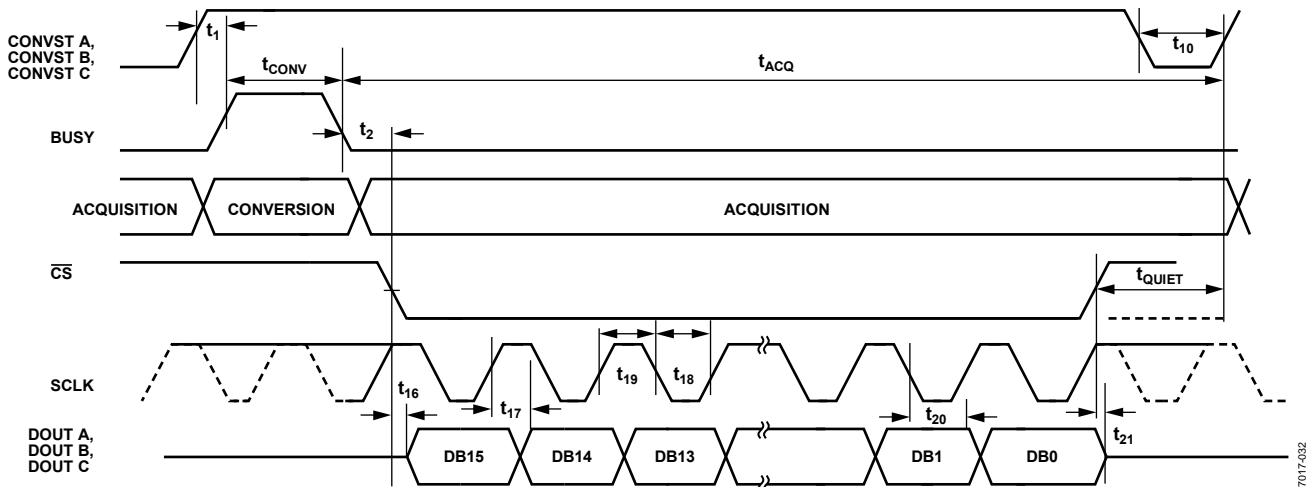 CONVST A,
CONVST B,
CONVST C
t1
tCONV
tACQ
t10
BUSY
t2
ACQUISITION
CONVERSION
ACQUISITION
CS
tQUIET
SCLK
t16
t17
t19
t18
t20
t21
DOUT A,
DOUT B,
DOUT C
DB15
DB14
DB13
DB1
DB0
7017-032